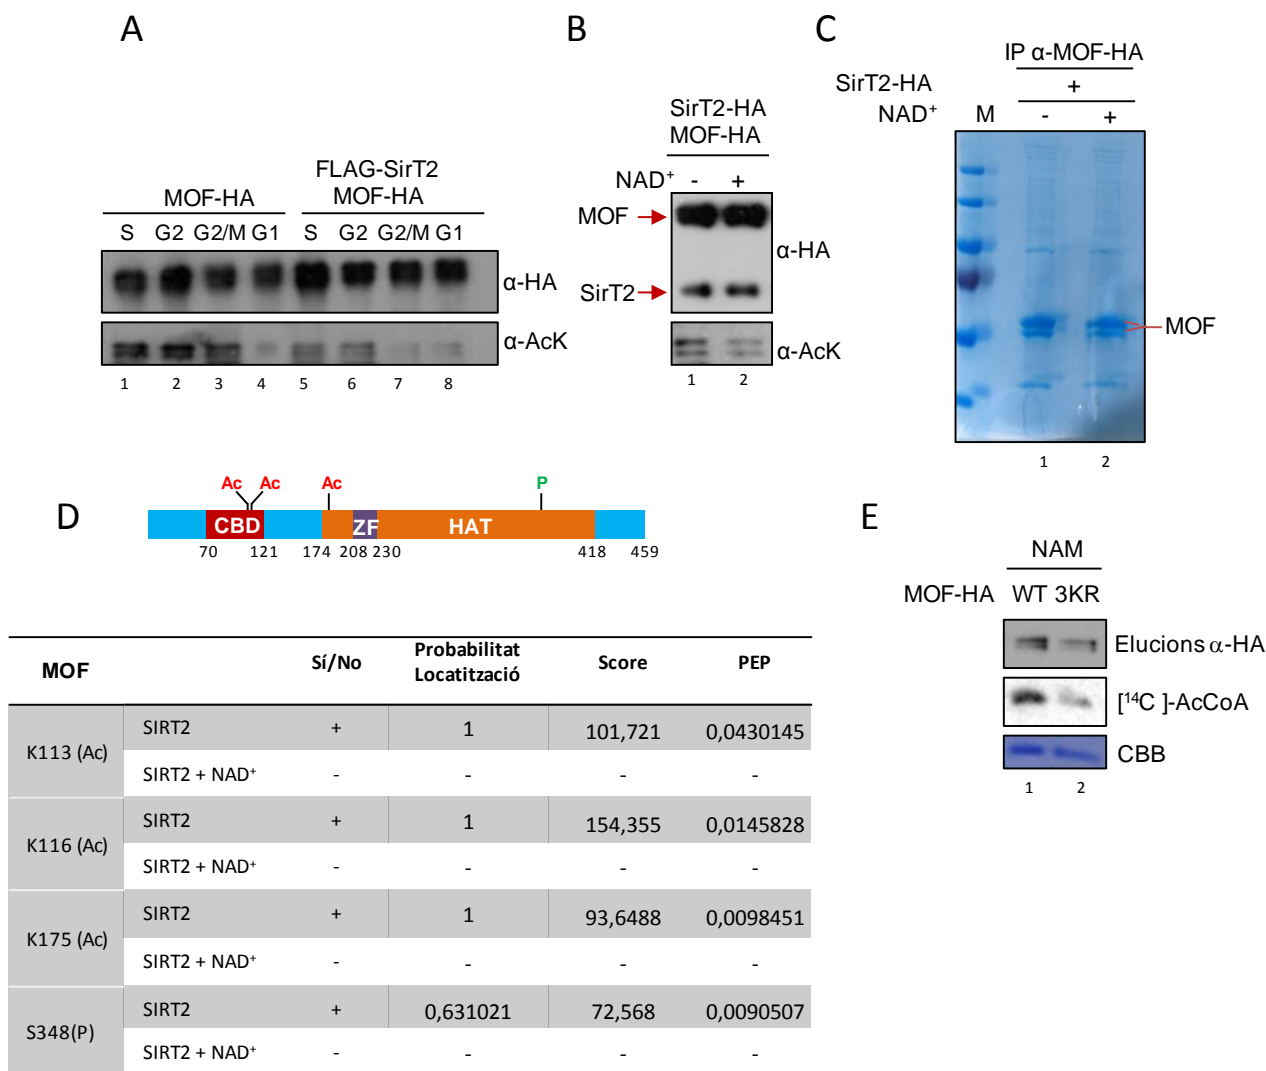 A
MOF-HA
FLAG-SirT2
MOF-HA
S G2 G2/M G1 S G2 G2/M G1
α-HA
α-AcK
1 2 3 4 5 6 7 8
B
SirT2-HA
MOF-HA
NAD⁺ - +
MOF
α-HA
SirT2
α-AcK
1 2
C
IP α-MOF-HA
SirT2-HA +
NAD⁺ M - +
MOF
1 2
D
Ac Ac Ac P
CBD ZF HAT
70 121 174 208 230 418 459
MOF Sí/No Probabilitat Locatització Score PEP
K113 (Ac) SIRT2 + 1 101,721 0,0430145
SIRT2 + NAD⁺ - - - -
K116 (Ac) SIRT2 + 1 154,355 0,0145828
SIRT2 + NAD⁺ - - - -
K175 (Ac) SIRT2 + 1 93,6488 0,0098451
SIRT2 + NAD⁺ - - - -
S348(P) SIRT2 + 0,631021 72,568 0,0090507
SIRT2 + NAD⁺ - - - -
E
NAM
MOF-HA WT 3KR
Elucions α-HA
[¹⁴C ]-AcCoA
CBB
1 2